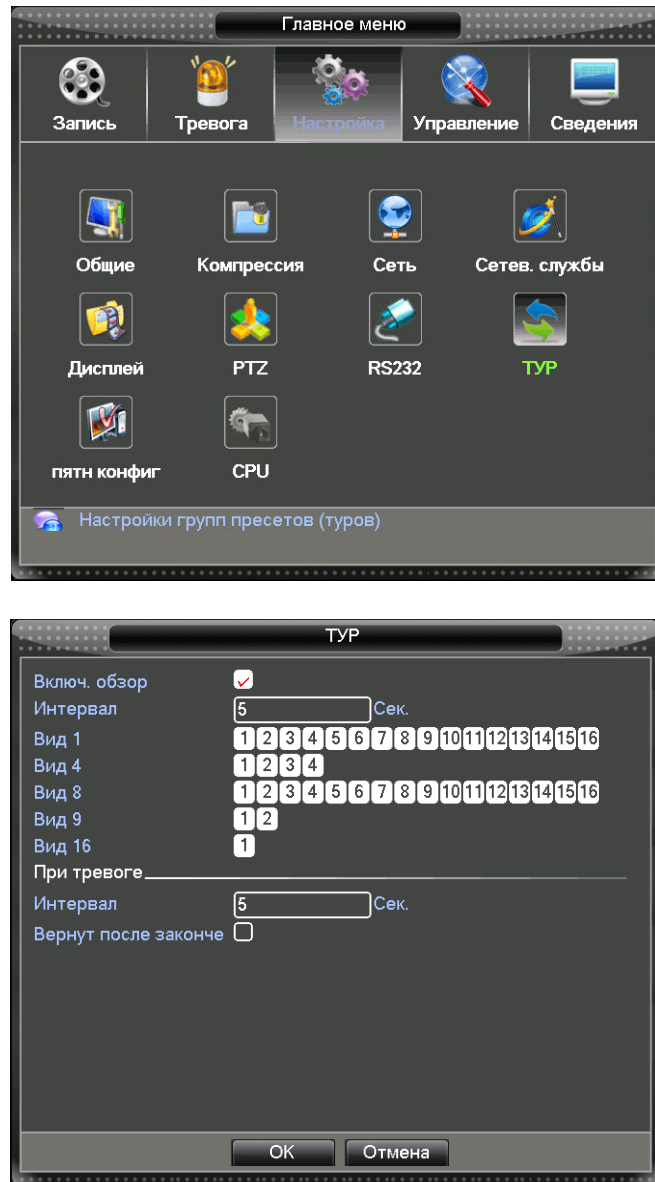 Главное меню
Запись Тревога Настройка Управление Сведения
Общие Компрессия Сеть Сетев. службы
Дисплей PTZ RS232 ТУР
пятн конфиг CPU
Настройки групп пресетов (туров)
ТУР
Включ. обзор
Интервал 5 Сек.
Вид 1 1 2 3 4 5 6 7 8 9 10 11 12 13 14 15 16
Вид 4 1 2 3 4
Вид 8 1 2 3 4 5 6 7 8 9 10 11 12 13 14 15 16
Вид 9 1 2
Вид 16 1
При тревоге
Интервал 5 Сек.
Вернут после законче
OK Отмена